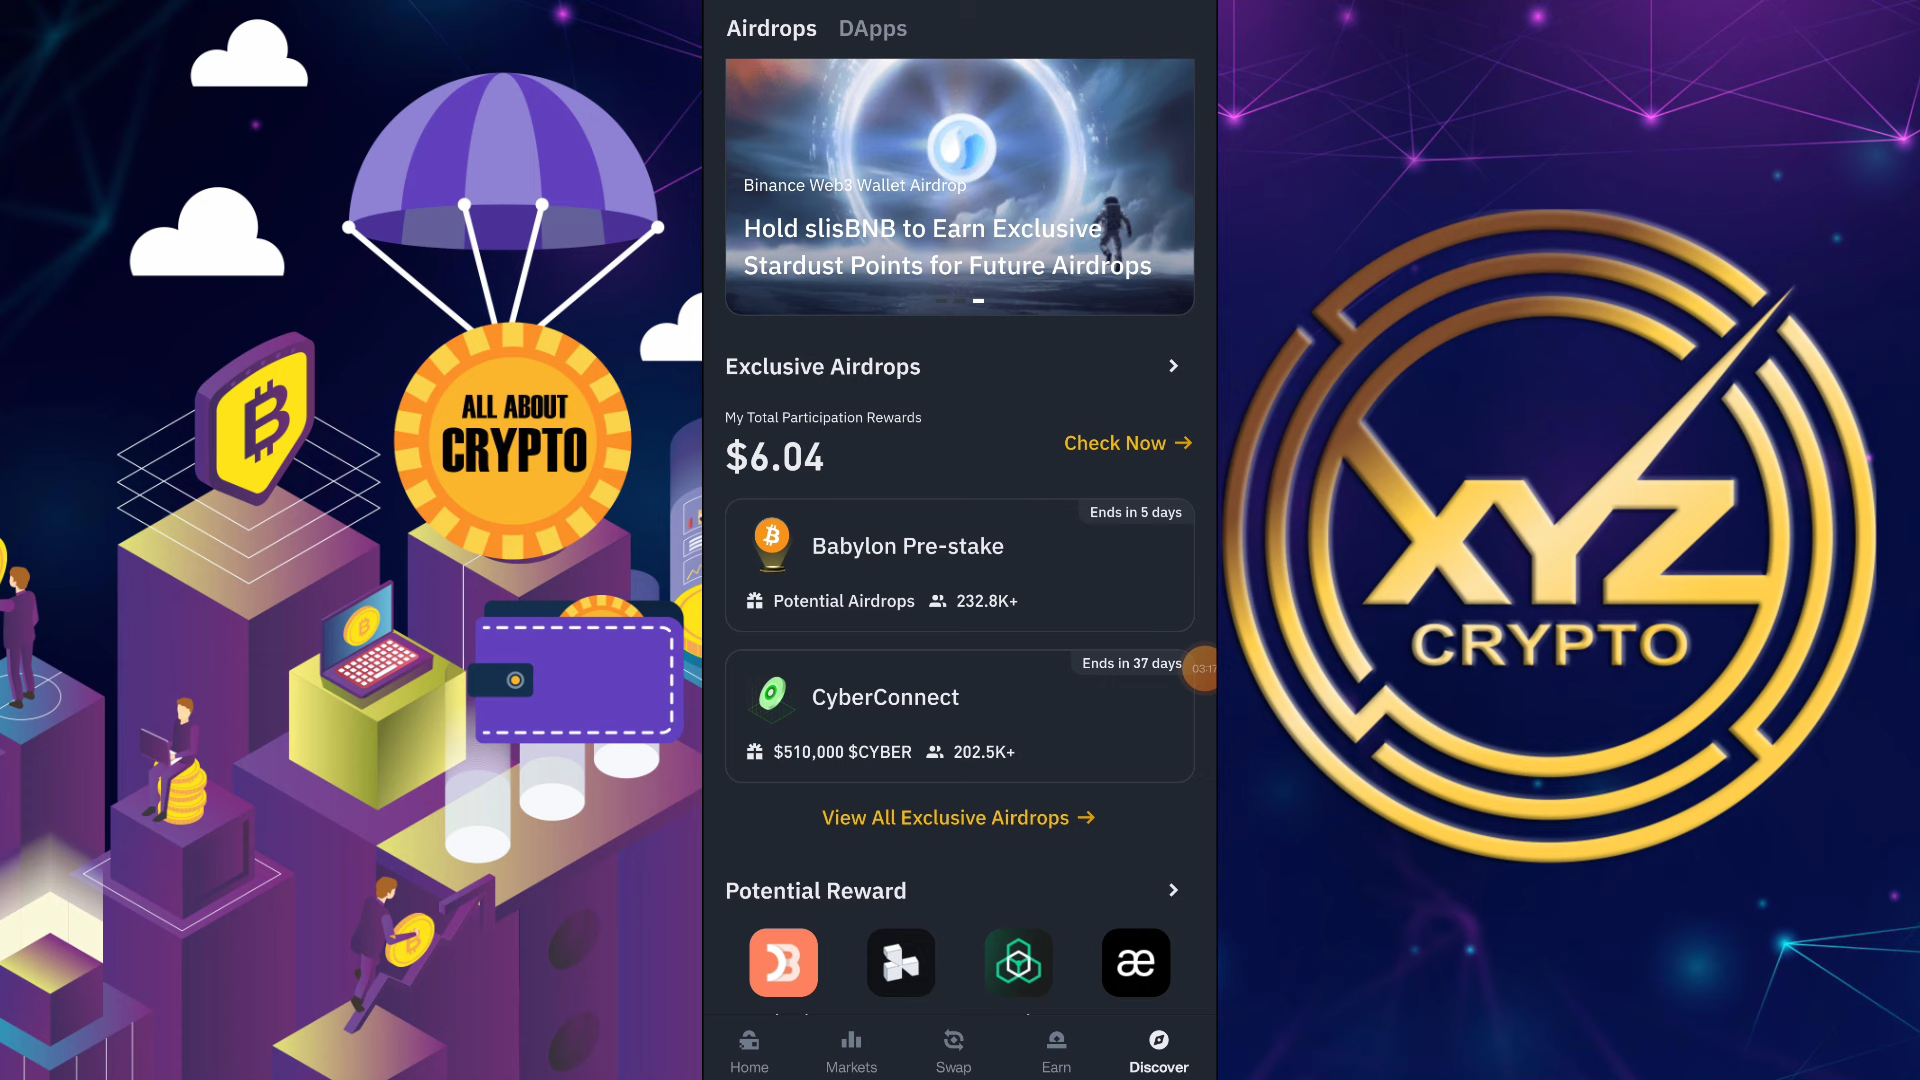 ALL ABOUT
CRYPTO
Airdrops DApps
Binance Web3 Wallet Airdrop
Hold slisBNB to Earn Exclusive
Stardust Points for Future Airdrops
Exclusive Airdrops
My Total Participation Rewards
$6.04
Check Now →
Ends in 5 days
Babylon Pre-stake
Potential Airdrops 232.8K+
Ends in 37 days
03:17
CyberConnect
$510,000 $CYBER 202.5K+
View All Exclusive Airdrops →
Potential Reward
æ
Home Markets Swap Earn Discover
XYZ
CRYPTO